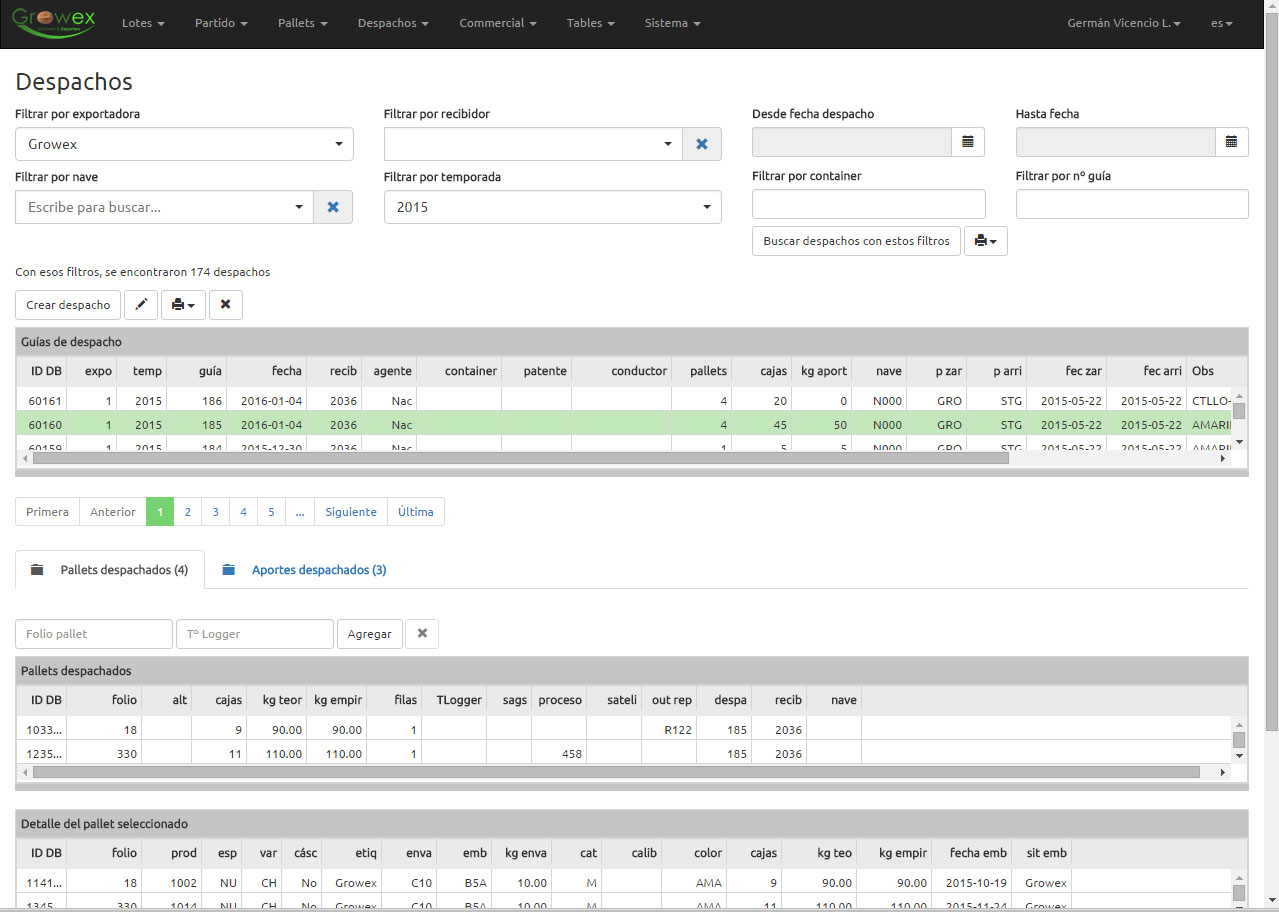 Growex
Lotes Partido Pallets Despachos Commercial Tables Sistema Germán Vicencio L. es
Despachos
Filtrar por exportadora Filtrar por recibidor Desde fecha despacho Hasta fecha
Growex
Filtrar por nave Filtrar por temporada Filtrar por container Filtrar por nº guía
Escribe para buscar... 2015
Buscar despachos con estos filtros
Con esos filtros, se encontraron 174 despachos
Crear despacho
Guías de despacho
ID DB expo temp guía fecha recib agente container patente conductor pallets cajas kg aport nave p zar p arri fec zar fec arri Obs
60161 1 2015 186 2016-01-04 2036 Nac 4 20 0 N000 GRO STG 2015-05-22 2015-05-22 CTLLO-
60160 1 2015 185 2016-01-04 2036 Nac 4 45 50 N000 GRO STG 2015-05-22 2015-05-22 AMARI
60159 1 2015 184 2015-12-30 2036 Nac 1 5 5 N000 GRO STG 2015-05-22 2015-05-22 AMARI
Primera Anterior 1 2 3 4 5 ... Siguiente Última
Pallets despachados (4) Aportes despachados (3)
Folio pallet Tº Logger Agregar
Pallets despachados
ID DB folio alt cajas kg teor kg empir filas TLogger sags proceso sateli out rep despa recib nave
1033... 18 9 90.00 90.00 1 R122 185 2036
1235... 330 11 110.00 110.00 1 458 185 2036
Detalle del pallet seleccionado
ID DB folio prod esp var cásc etiq enva emb kg enva cat calib color cajas kg teo kg empir fecha emb sit emb
1141... 18 1002 NU CH No Growex C10 B5A 10.00 M AMA 9 90.00 90.00 2015-10-19 Growex
1345... 330 1014 NU CH No Growex C10 B5A 10.00 M AMA 11 110.00 110.00 2015-11-24 Growex